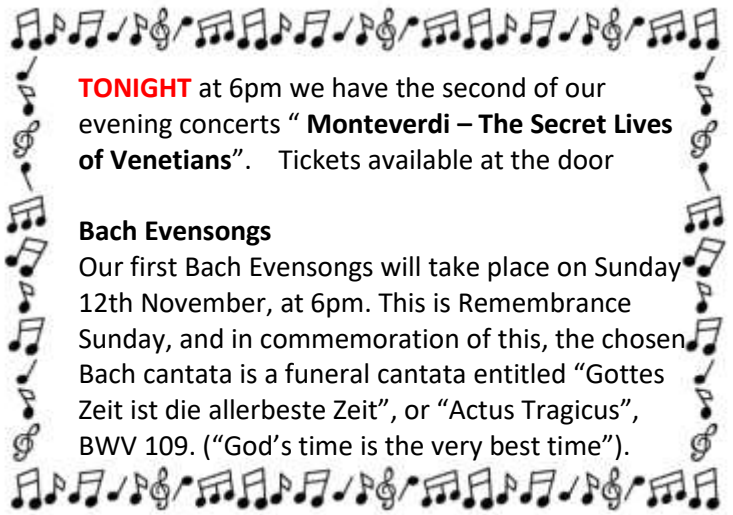 TONIGHT at 6pm we have the second of our
evening concerts “ Monteverdi – The Secret Lives
of Venetians”. Tickets available at the door
Bach Evensongs
Our first Bach Evensongs will take place on Sunday
12th November, at 6pm. This is Remembrance
Sunday, and in commemoration of this, the chosen
Bach cantata is a funeral cantata entitled “Gottes
Zeit ist die allerbeste Zeit”, or “Actus Tragicus”,
BWV 109. (“God’s time is the very best time”).